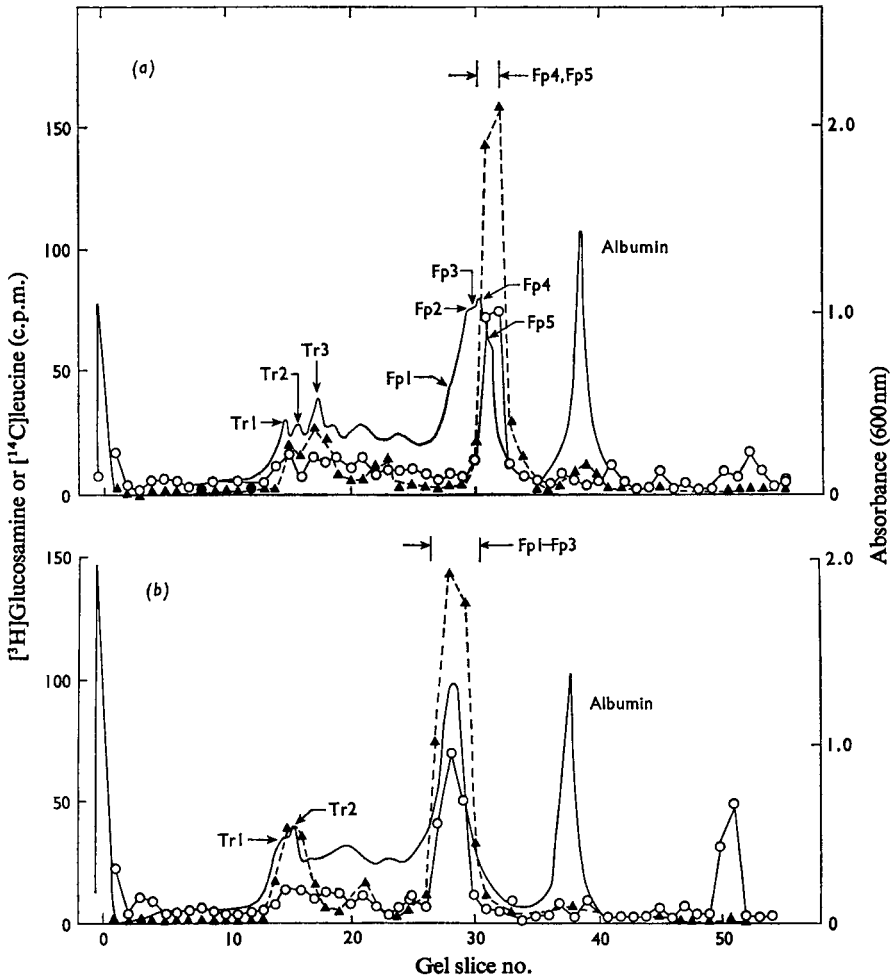 (a)
Fp4,Fp5
150
100
50
0
2.0
1.0
0
Albumin
Fp3
Fp2
Fp4
Fp5
Fp1
Tr3
Tr2
Tr1
[³H]Glucosamine or [¹⁴C]leucine (c.p.m.)
Absorbance (600nm)
(b)
Fp1–Fp3
150
100
50
0
2.0
1.0
0
Albumin
Tr2
Tr1
0 10 20 30 40 50
Gel slice no.